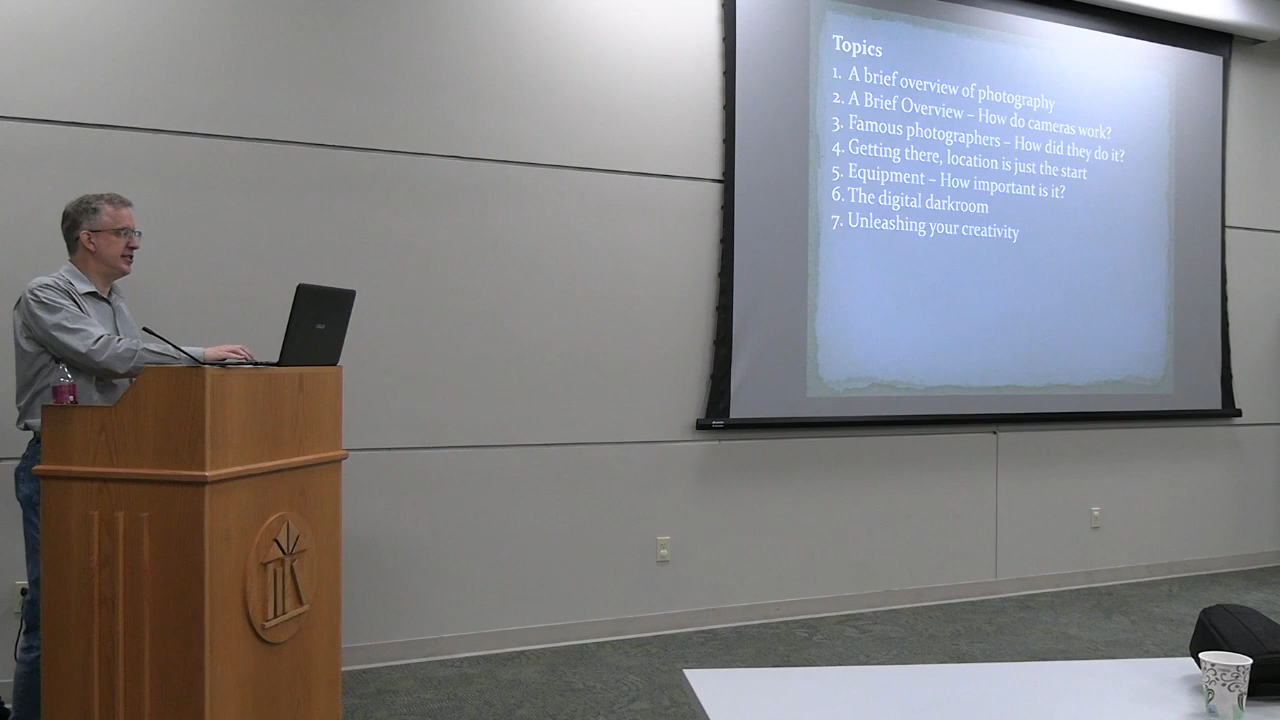 Topics
1. A brief overview of photography
2. A Brief Overview – How do cameras work?
3. Famous photographers – How did they do it?
4. Getting there, location is just the start
5. Equipment – How important is it?
6. The digital darkroom
7. Unleashing your creativity